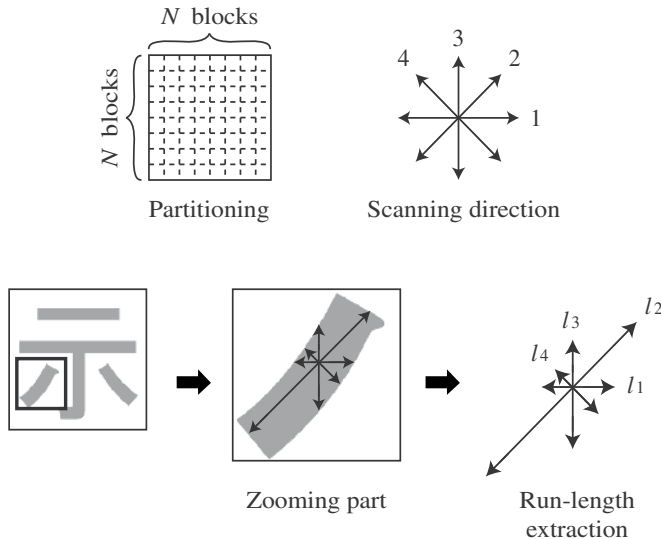 N blocks
N blocks
Partitioning
3
4
2
1
Scanning direction
示
Zooming part
l2
l3
l4
l1
Run-length
extraction